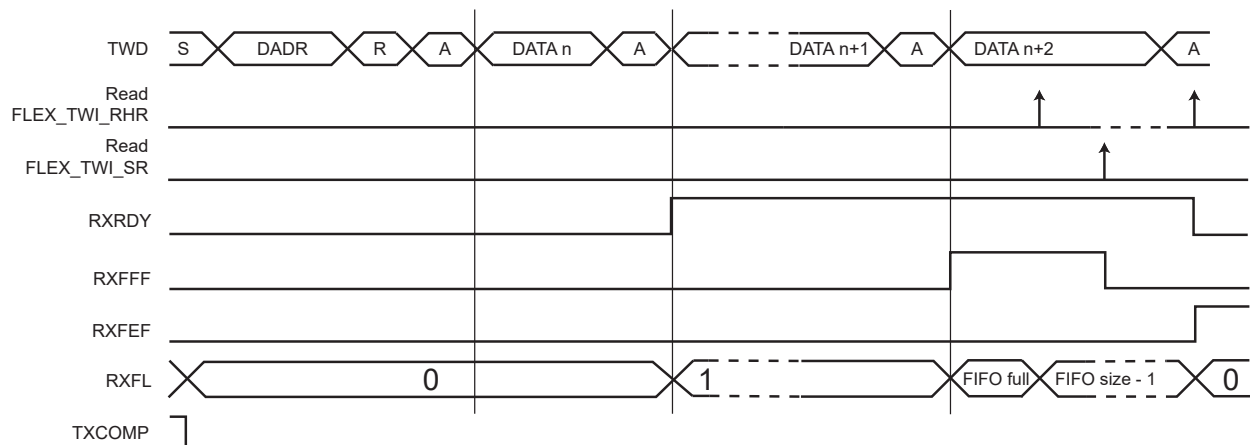 TWD S DADR R A DATA n A DATA n+1 A DATA n+2 A
Read
FLEX_TWI_RHR
Read
FLEX_TWI_SR
RXRDY
RXFFF
RXFEF
RXFL 0 1 FIFO full FIFO size - 1 0
TXCOMP